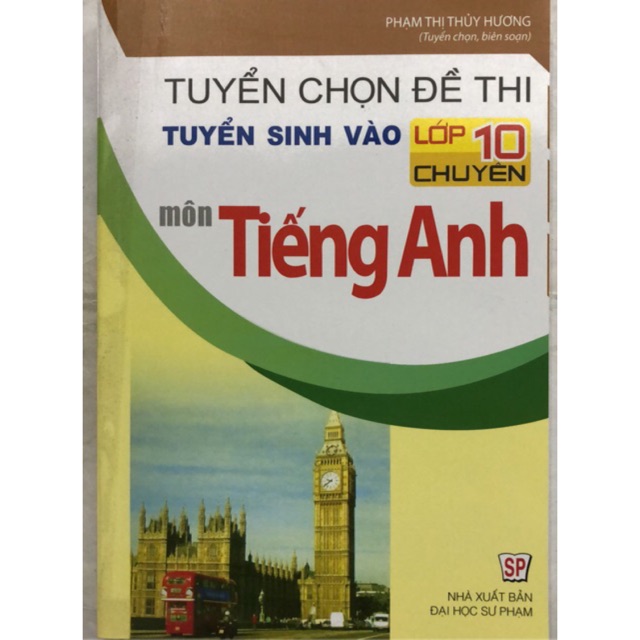 PHẠM THỊ THỦY HƯƠNG
(Tuyển chọn, biên soạn)
TUYỂN CHỌN ĐỀ THI
TUYỂN SINH VÀO LỚP 10
CHUYÊN
môn Tiếng Anh
SP
NHÀ XUẤT BẢN
ĐẠI HỌC SƯ PHẠM